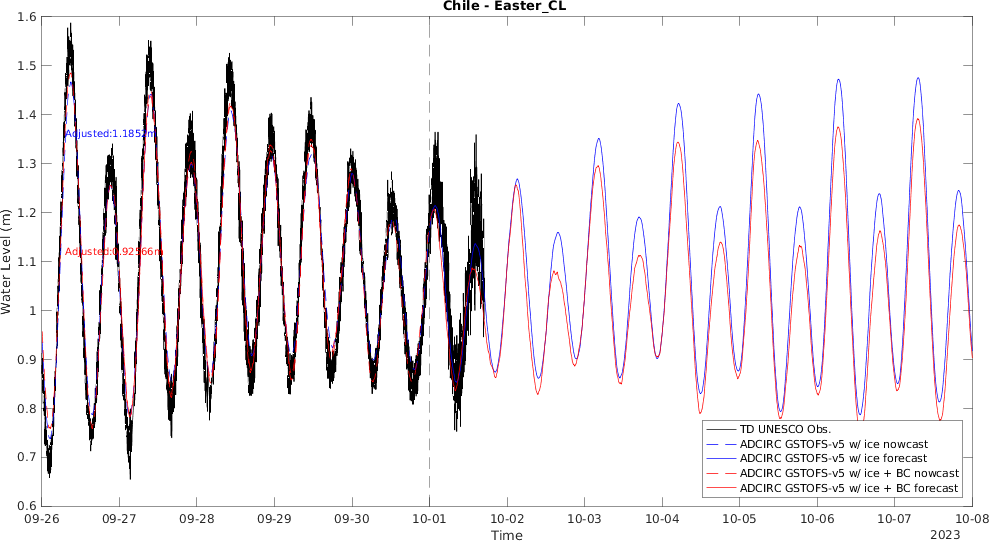 Chile - Easter_CL
1.6
1.5
1.4
1.3
1.2
1.1
1
0.9
0.8
0.7
0.6
Water Level (m)
Adjusted:1.1852m
Adjusted:0.92566m
TD UNESCO Obs.
ADCIRC GSTOFS-v5 w/ ice nowcast
ADCIRC GSTOFS-v5 w/ ice forecast
ADCIRC GSTOFS-v5 w/ ice + BC nowcast
ADCIRC GSTOFS-v5 w/ ice + BC forecast
09-26 09-27 09-28 09-29 09-30 10-01 10-02 10-03 10-04 10-05 10-06 10-07 10-08
Time
2023